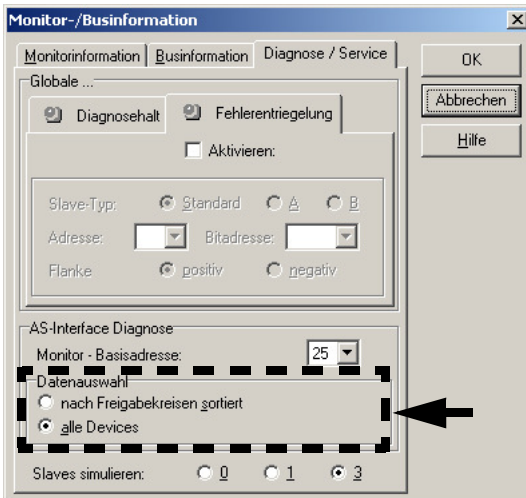 Monitor-/Businformation
Monitorinformation Businformation Diagnose / Service
OK
Abbrechen
Hilfe
Globale ...
Diagnosehalt Fehlerentriegelung
Aktivieren:
Slave-Typ: Standard A B
Adresse: Bitadresse:
Flanke positiv negativ
AS-Interface Diagnose
Monitor - Basisadresse: 25
Datenauswahl
nach Freigabekreisen sortiert
alle Devices
Slaves simulieren: 0 1 3